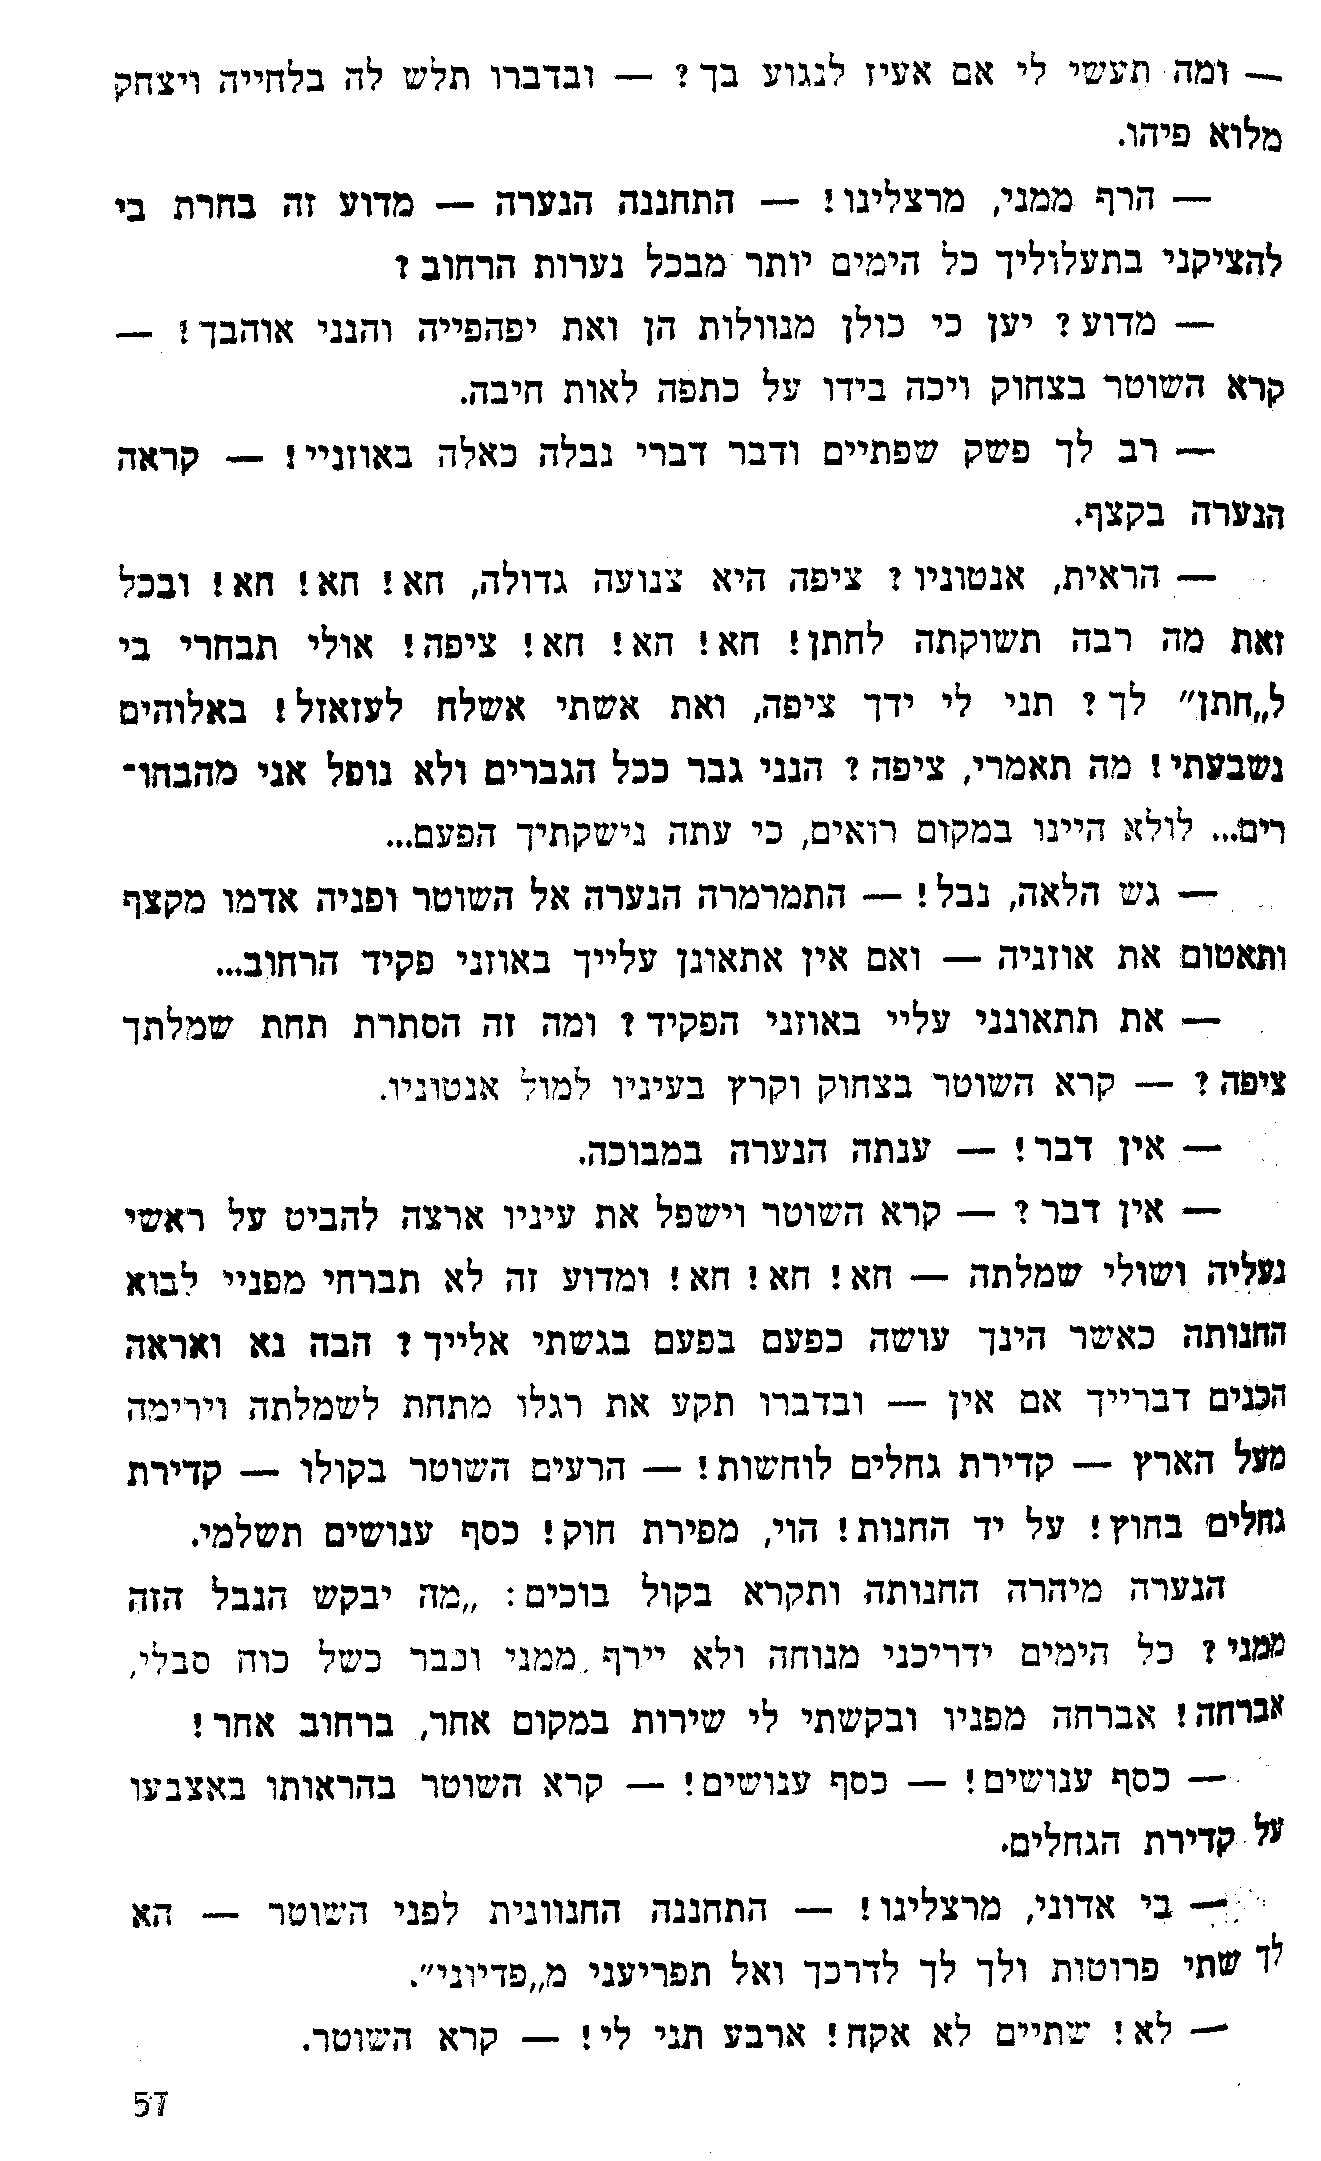 — ומה תעשי לי אם אעיז לנגוע בך? — ובדברו תלש לה בלחייה ויצחק
מלוא פיהו.
— הרף ממני, מרצלינו! — התחננה הנערה — מדוע זה בחרת בי
להציקני בתעלוליך כל הימים יותר מבכל נערות הרחוב?
— מדוע? יען כי כולן מנוולות הן ואת יפהפייה והנני אוהבך! —
קרא השוטר בצחוק ויכה בידו על כתפה לאות חיבה.
— רב לך פשק שפתיים ודבר דברי נבלה כאלה באוזניי! — קראה
הנערה בקצף.
— הראית, אנטוניו? ציפה היא צנועה גדולה, חא! חא! חא! ובכל
זאת מה רבה תשוקתה לחתן! חא! חא! חא! ציפה! אולי תבחרי בי
ל„חתן” לך? תני לי ידך ציפה, ואת אשתי אשלח לעזאזל! באלוהים
נשבעתי! מה תאמרי, ציפה? הנני גבר ככל הגברים ולא נופל אני מהבחו־
רים... לולא היינו במקום רואים, כי עתה נישקתיך הפעם...
— גש הלאה, נבל! — התמרמרה הנערה אל השוטר ופניה אדמו מקצף
ותאטום את אוזניה — ואם אין אתאונן עלייך באוזני פקיד הרחוב...
— את תתאונני עליי באוזני הפקיד? ומה זה הסתרת תחת שמלתך
ציפה? — קרא השוטר בצחוק וקרץ בעיניו למול אנטוניו.
— אין דבר! — ענתה הנערה במבוכה.
— אין דבר? — קרא השוטר וישפל את עיניו ארצה להביט על ראשי
נעליה ושולי שמלתה — חא! חא! חא! ומדוע זה לא תברחי מפניי לבוא
החנותה כאשר הינך עושה כפעם בפעם בגשתי אלייך? הבה נא ואראה
הכנים דברייך אם אין — ובדברו תקע את רגלו מתחת לשמלתה וירימה
מעל הארץ — קדירת גחלים לוחשות! — הרעים השוטר בקולו — קדירת
גחלים בחוץ! על יד החנות! הוי, מפירת חוק! כסף ענושים תשלמי.
הנערה מיהרה החנותה ותקרא בקול בוכים: „מה יבקש הנבל הזה
ממני? כל הימים ידריכני מנוחה ולא יירף ממני וכבר כשל כוח סבלי,
אברחה! אברחה מפניו ובקשתי לי שירות במקום אחר, ברחוב אחר!
— כסף ענושים! — כסף ענושים! — קרא השוטר בהראותו באצבעו
על קדירת הגחלים.
— בי אדוני, מרצלינו! — התחננה החנוונית לפני השוטר — הא
לך שתי פרוטות ולך לך לדרכך ואל תפריעני מ„פדיוני”.
— לא! שתיים לא אקח! ארבע תני לי! — קרא השוטר.
57